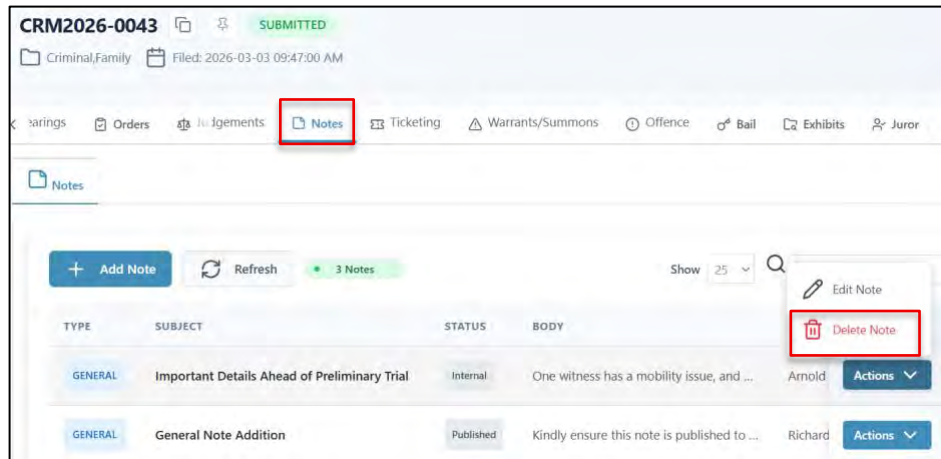 CRM2026-0043 SUBMITTED
Criminal,Family Filed: 2026-03-03 09:47:00 AM
earings Orders Judgements Notes Ticketing Warrants/Summons Offence Bail Exhibits Juror
Notes
+ Add Note Refresh 3 Notes Show 25
Edit Note
Delete Note
TYPE SUBJECT STATUS BODY
GENERAL Important Details Ahead of Preliminary Trial Internal One witness has a mobility issue, and ... Arnold Actions
GENERAL General Note Addition Published Kindly ensure this note is published to ... Richard Actions